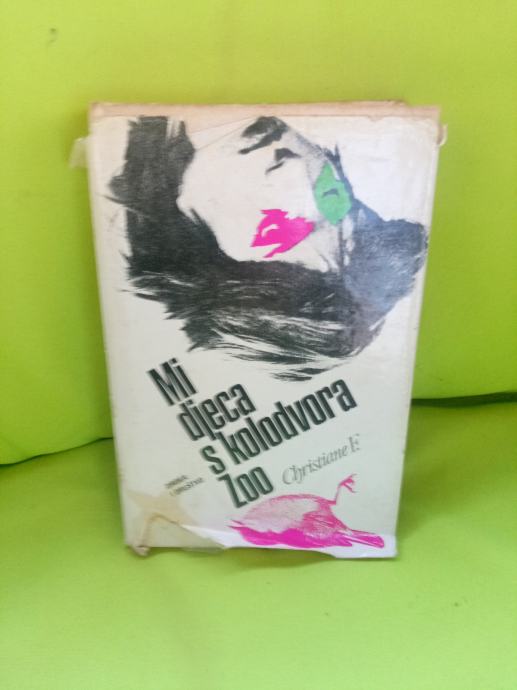 Mi
djeca
s kolodvora
Zoo
Christiane F.